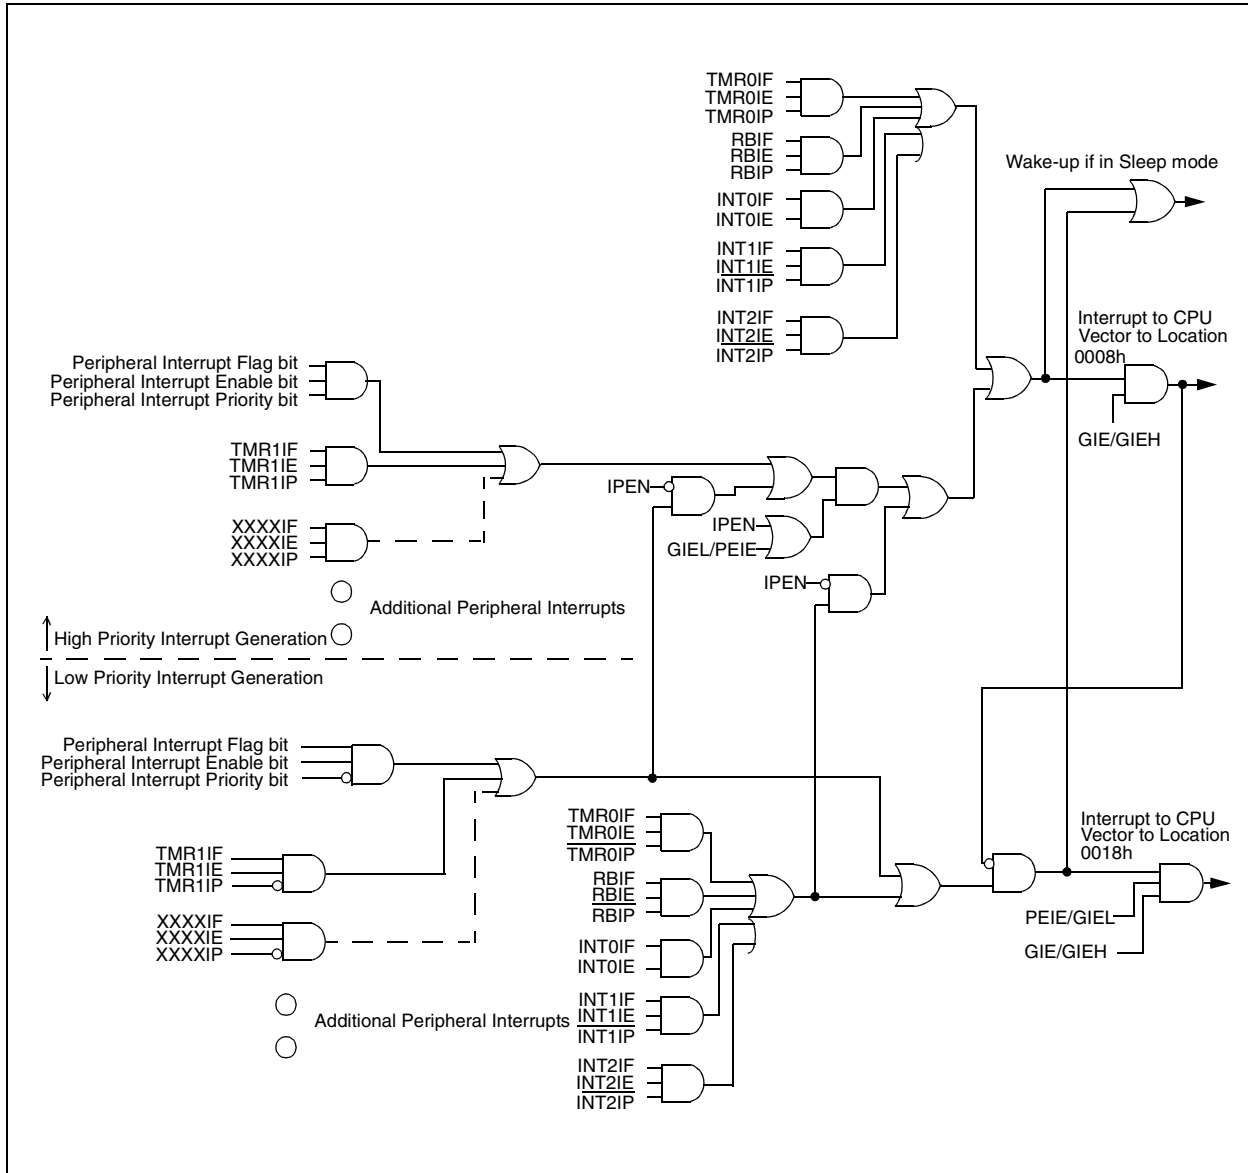 TMR0IF
TMR0IE
TMR0IP
RBIF
RBIE
RBIP
INT0IF
INT0IE
INT1IF
INT1IE
INT1IP
INT2IF
INT2IE
INT2IP
Wake-up if in Sleep mode
Interrupt to CPU
Vector to Location
0008h
GIE/GIEH
Peripheral Interrupt Flag bit
Peripheral Interrupt Enable bit
Peripheral Interrupt Priority bit
TMR1IF
TMR1IE
TMR1IP
XXXXIF
XXXXIE
XXXXIP
IPEN
IPEN
GIEL/PEIE
IPEN
Additional Peripheral Interrupts
High Priority Interrupt Generation
Low Priority Interrupt Generation
Peripheral Interrupt Flag bit
Peripheral Interrupt Enable bit
Peripheral Interrupt Priority bit
TMR1IF
TMR1IE
TMR1IP
XXXXIF
XXXXIE
XXXXIP
Additional Peripheral Interrupts
TMR0IF
TMR0IE
TMR0IP
RBIF
RBIE
RBIP
INT0IF
INT0IE
INT1IF
INT1IE
INT1IP
INT2IF
INT2IE
INT2IP
Interrupt to CPU
Vector to Location
0018h
PEIE/GIEL
GIE/GIEH